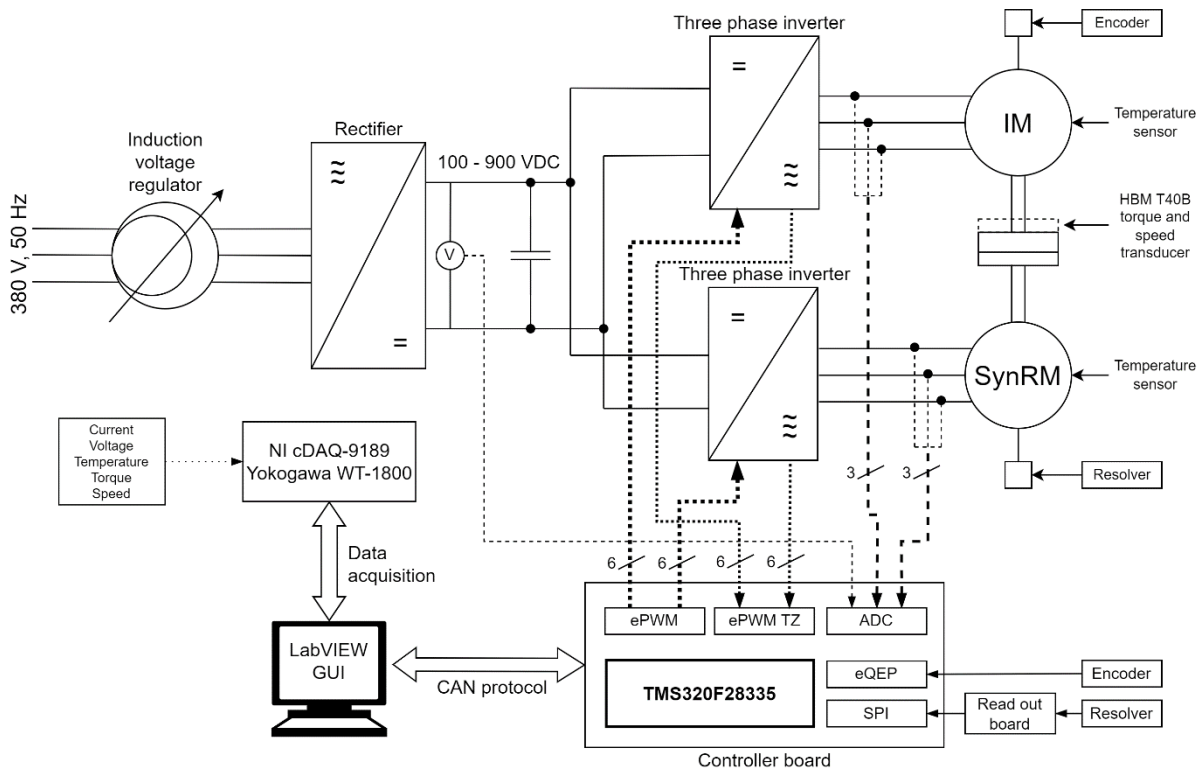 Three phase inverter
Encoder
IM
Temperature
sensor
Rectifier
Induction
voltage
regulator
100 - 900 VDC
380 V, 50 Hz
V
HBM T40B
torque and
speed
transducer
Three phase inverter
SynRM
Temperature
sensor
Resolver
Current
Voltage
Temperature
Torque
Speed
NI cDAQ-9189
Yokogawa WT-1800
3
3
Data
acquisition
6
6
6
6
ePWM
ePWM TZ
ADC
LabVIEW
GUI
CAN protocol
TMS320F28335
eQEP
Encoder
SPI
Read out
board
Resolver
Controller board